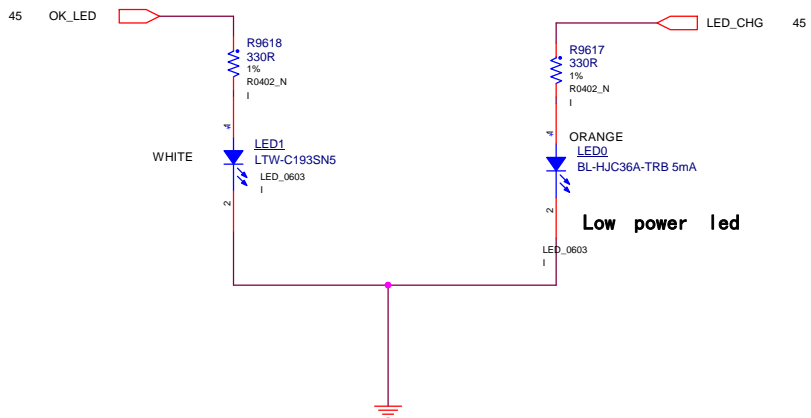 45 OK_LED
LED_CHG 45
R9618
330R
1%
R0402_N
I
R9617
330R
1%
R0402_N
I
WHITE
LED1
LTW-C193SN5
LED_0603
I
2
ORANGE
LED0
BL-HJC36A-TRB 5mA
2
Low power led
LED_0603
I